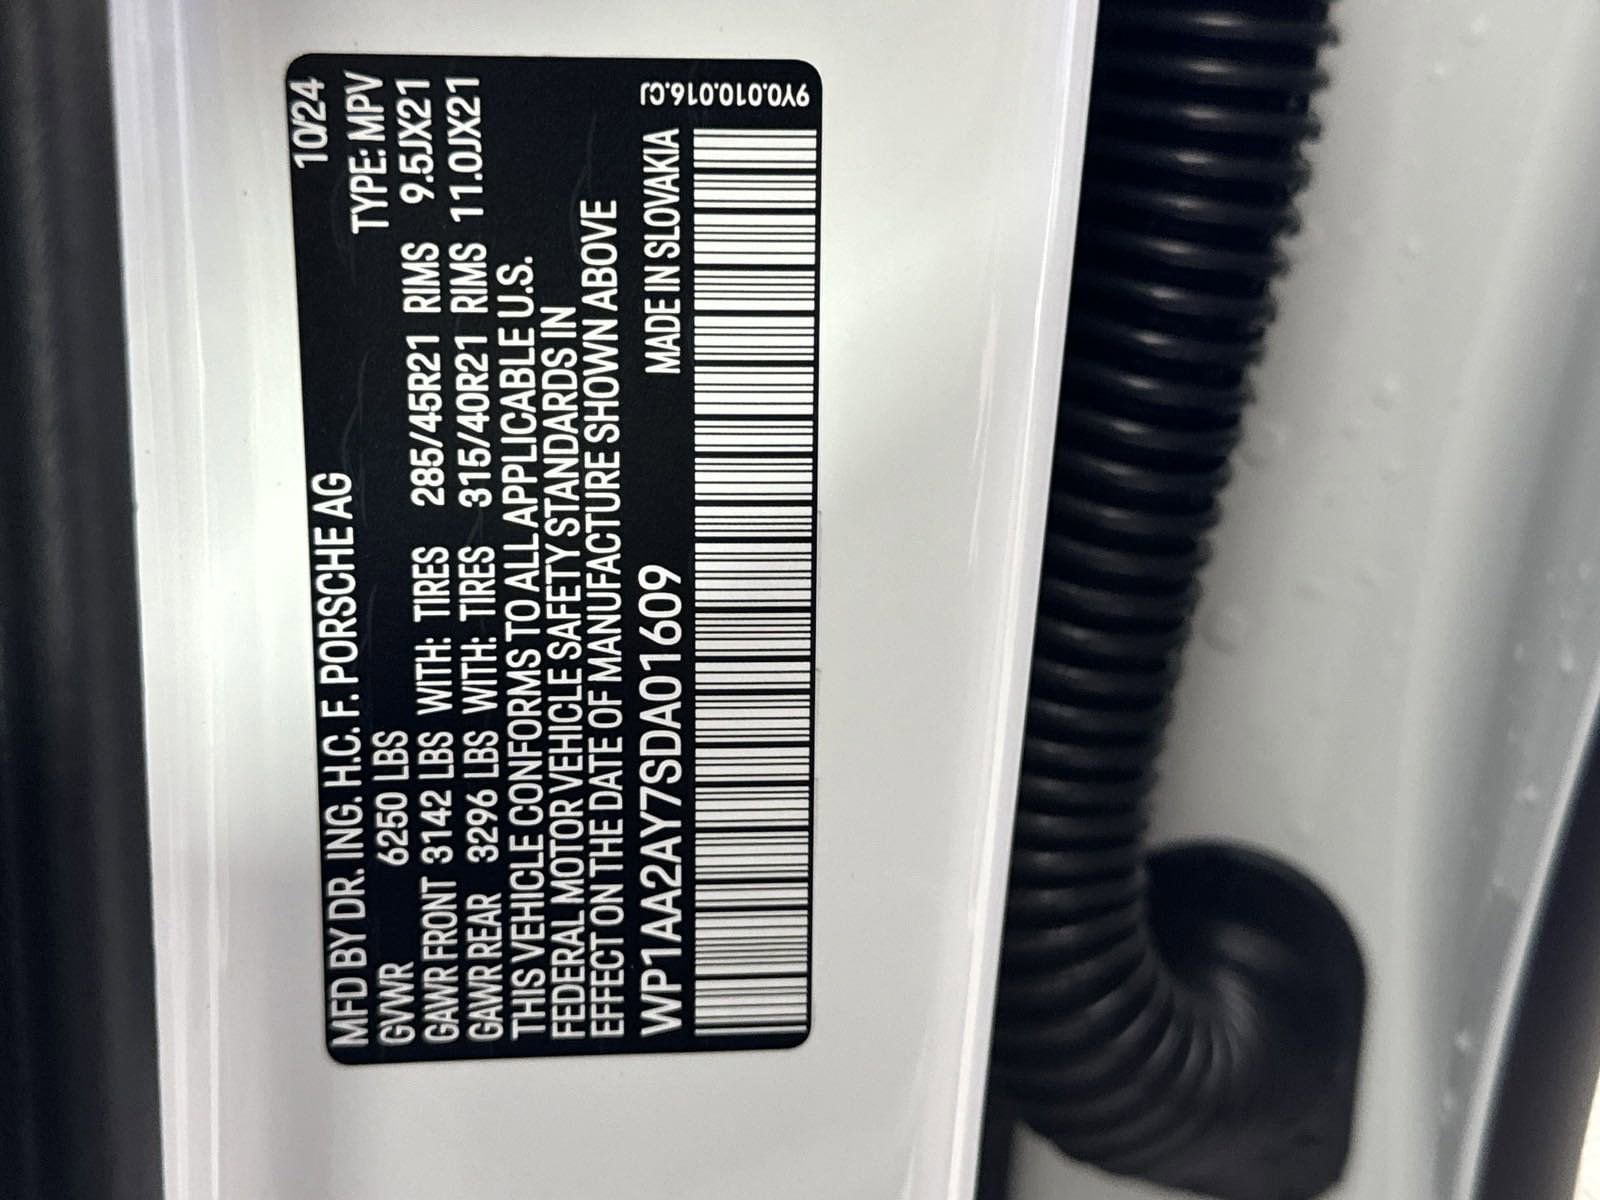 MFD BY DR. ING. H.C. F. PORSCHE AG 10/24
GVWR 6250 LBS TYPE: MPV
GAWR FRONT 3142 LBS WITH: TIRES 285/45R21 RIMS 9.5JX21
GAWR REAR 3296 LBS WITH: TIRES 315/40R21 RIMS 11.0JX21
THIS VEHICLE CONFORMS TO ALL APPLICABLE U.S.
FEDERAL MOTOR VEHICLE SAFETY STANDARDS IN
EFFECT ON THE DATE OF MANUFACTURE SHOWN ABOVE
WP1AA2AY7SDA01609 MADE IN SLOVAKIA
9Y0.010.016.CJ